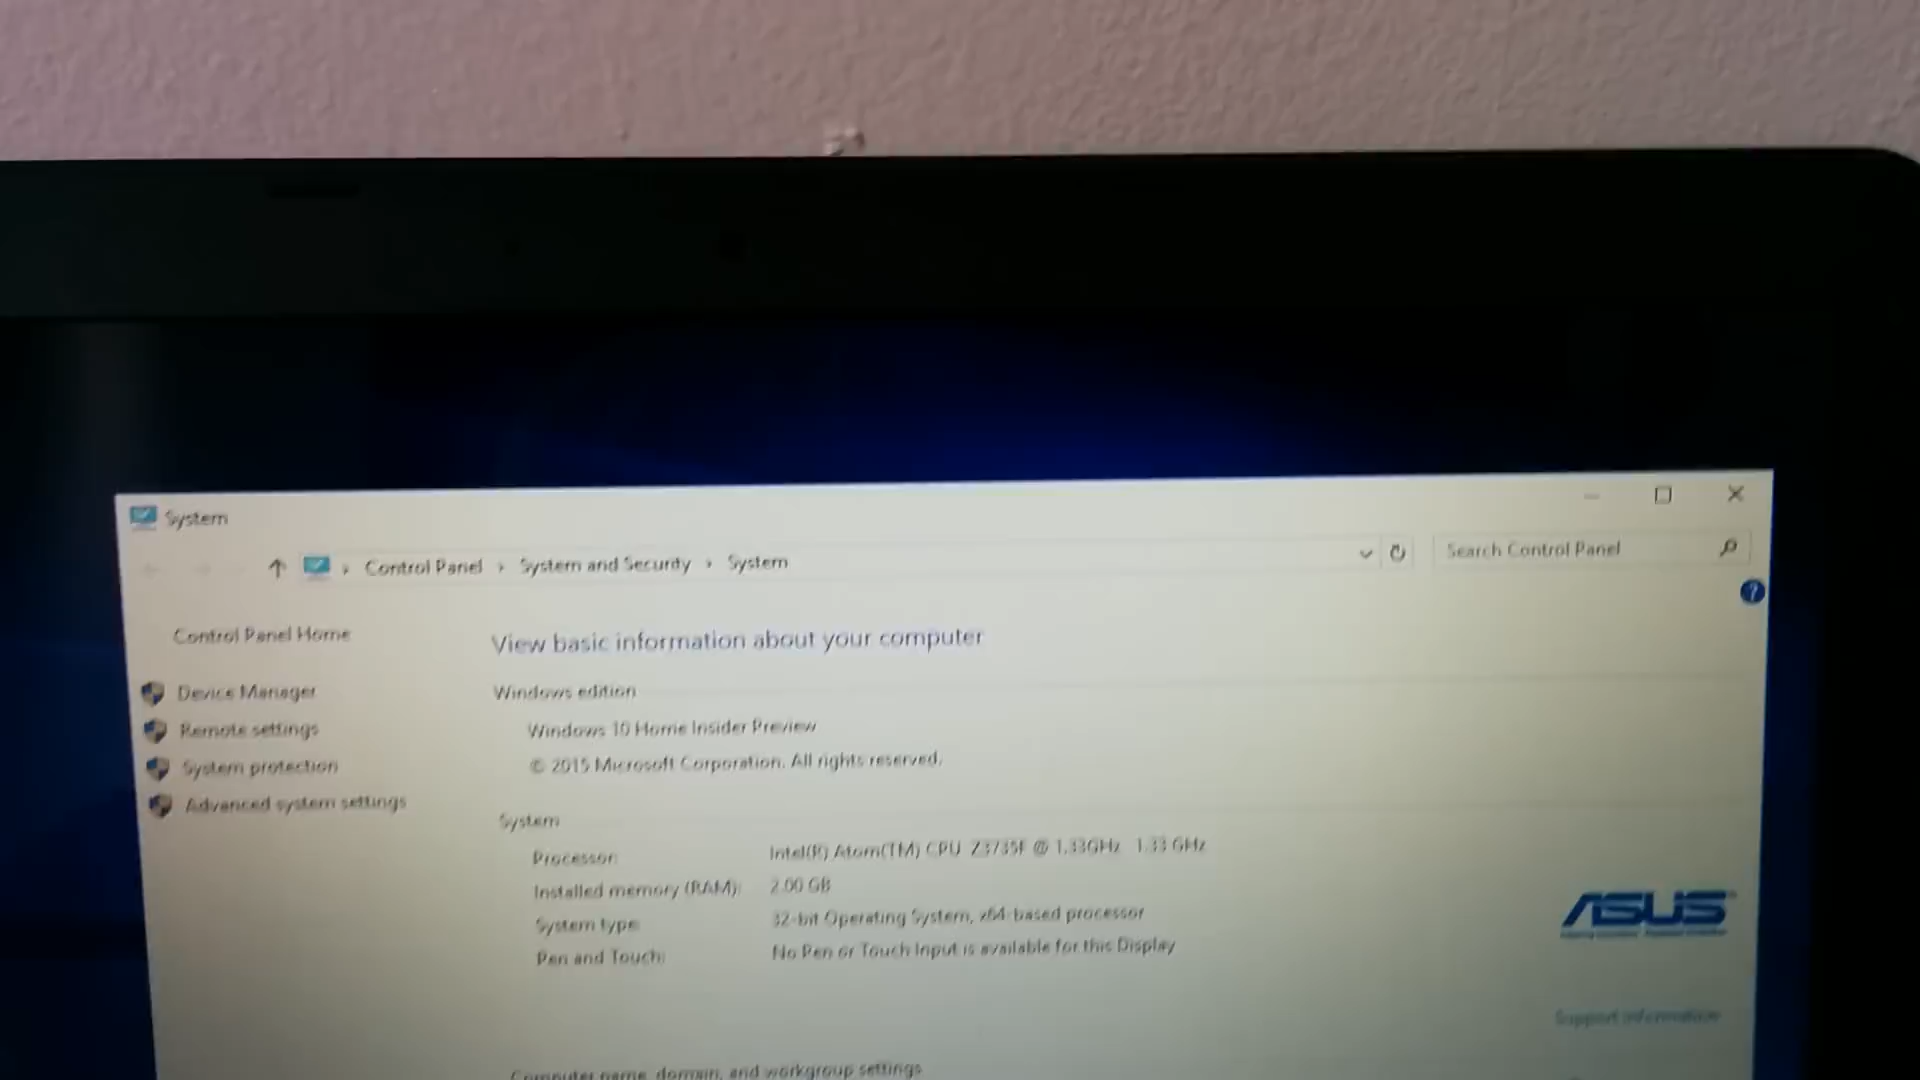 System
Control Panel › System and Security › System
Search Control Panel
?
Control Panel Home
Device Manager
Remote settings
System protection
Advanced system settings
View basic information about your computer
Windows edition
Windows 10 Home Insider Preview
© 2015 Microsoft Corporation. All rights reserved.
System
Processor: Intel(R) Atom(TM) CPU Z3735F @ 1.33GHz 1.33 GHz
Installed memory (RAM): 2.00 GB
System type: 32-bit Operating System, x64-based processor
Pen and Touch: No Pen or Touch Input is available for this Display
ASUS
Support information
Computer name, domain, and workgroup settings